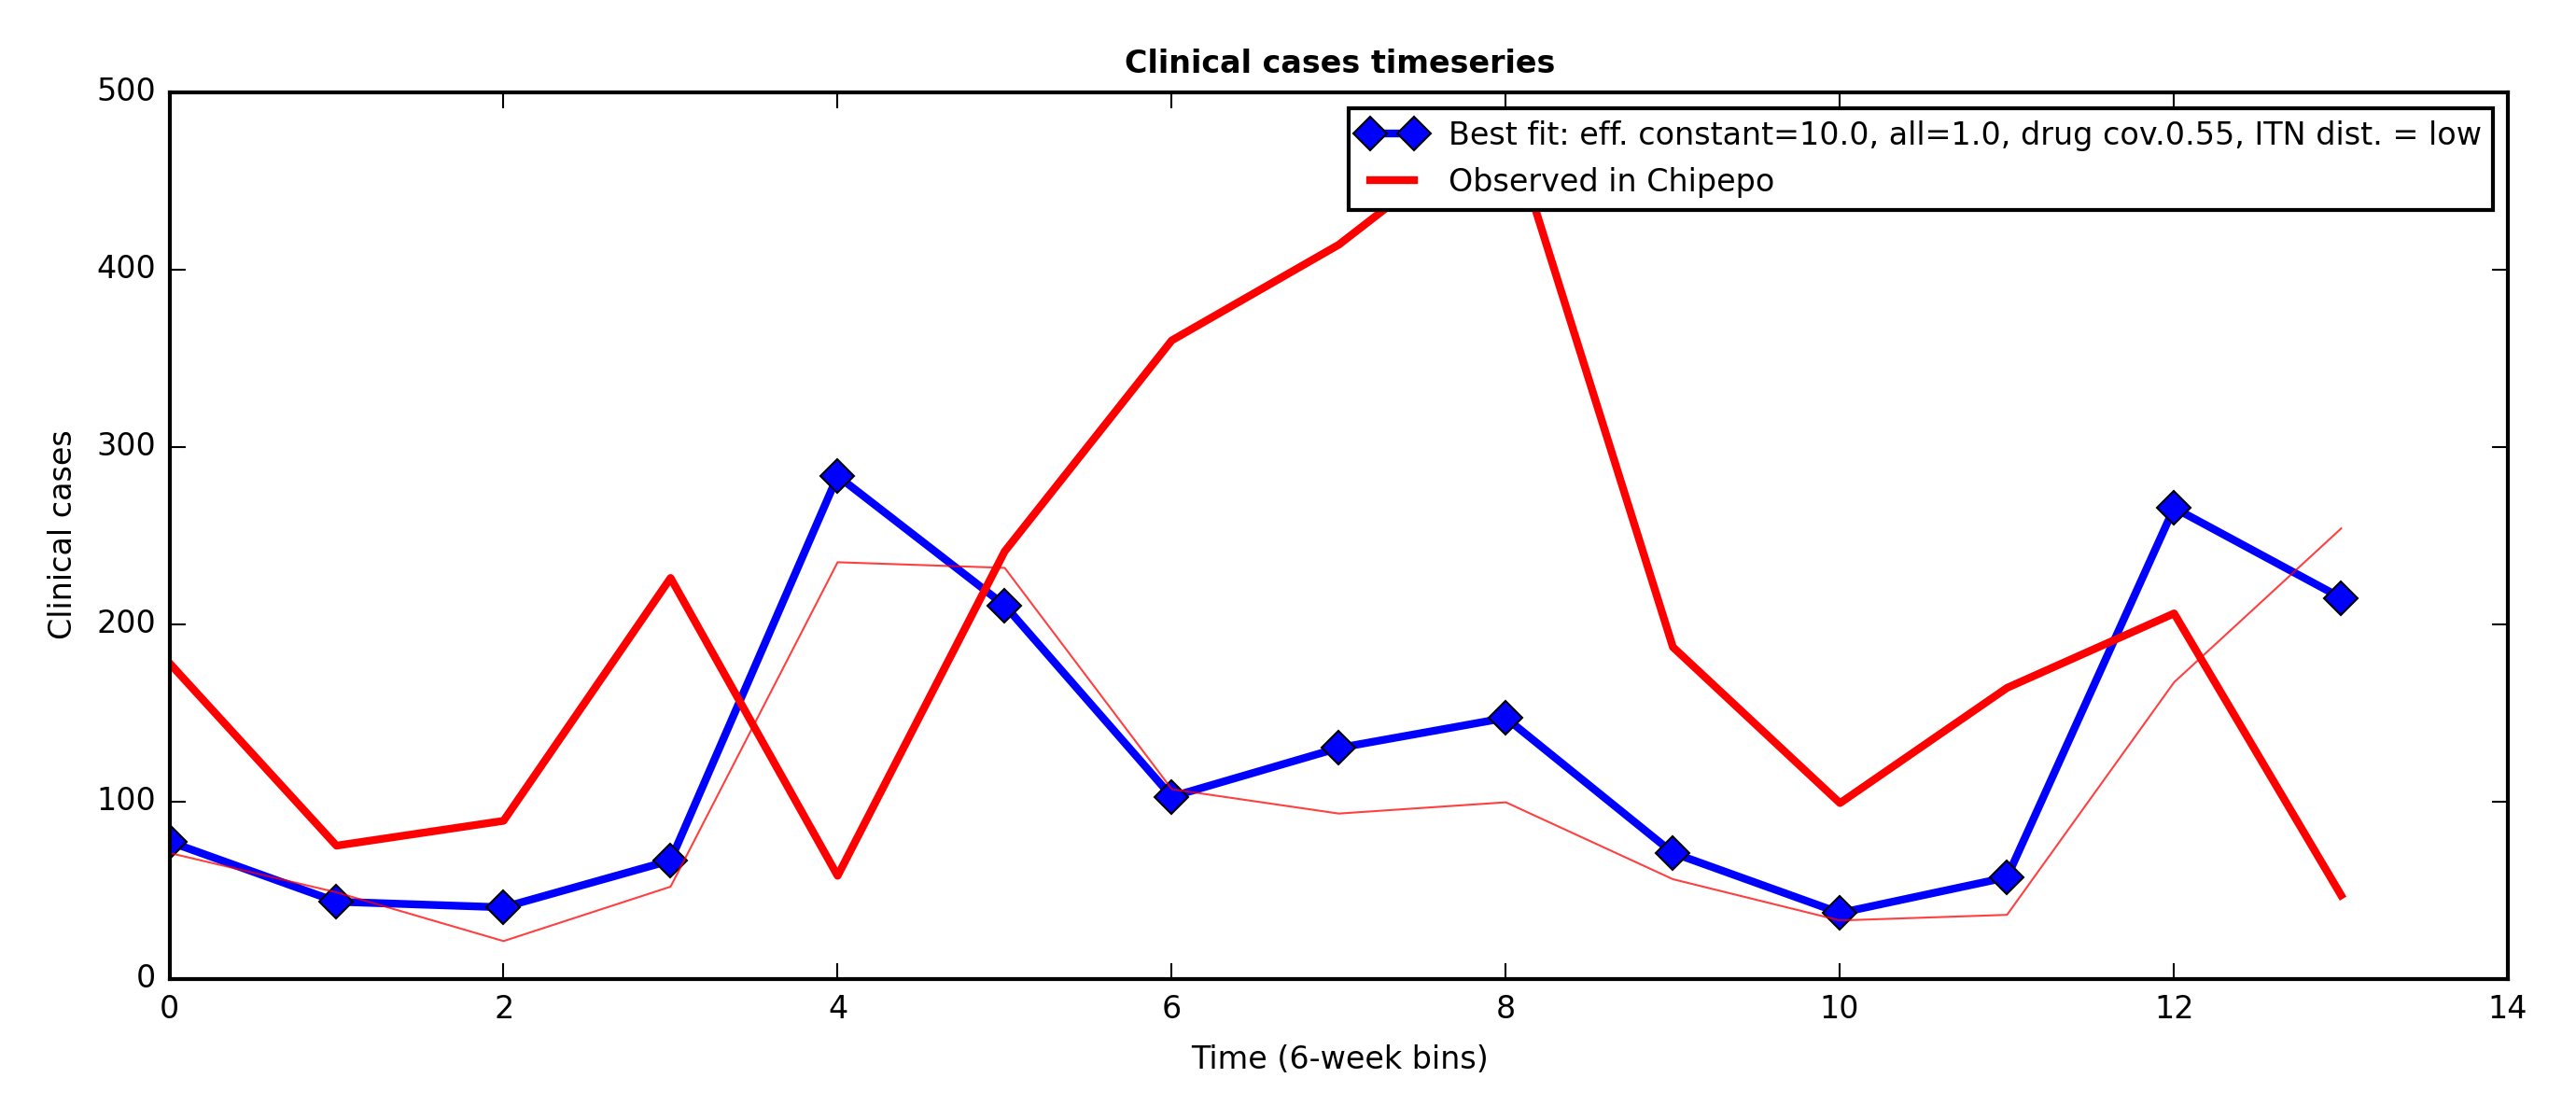 Clinical cases timeseries
500
400
300
200
100
0
Clinical cases
Best fit: eff. constant=10.0, all=1.0, drug cov.0.55, ITN dist. = low
Observed in Chipepo
0 2 4 6 8 10 12 14
Time (6-week bins)